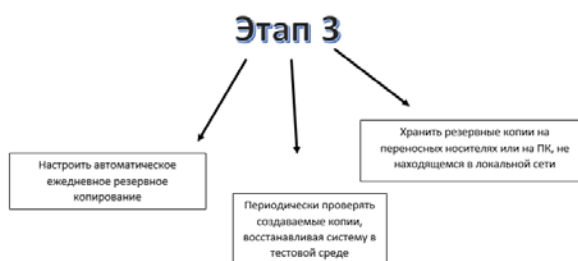 Этап 3
Настроить автоматическое
ежедневное резервное
копирование
Периодически проверять
создаваемые копии,
восстанавливая систему в
тестовой среде
Хранить резервные копии на
переносных носителях или на ПК, не
находящемся в локальной сети